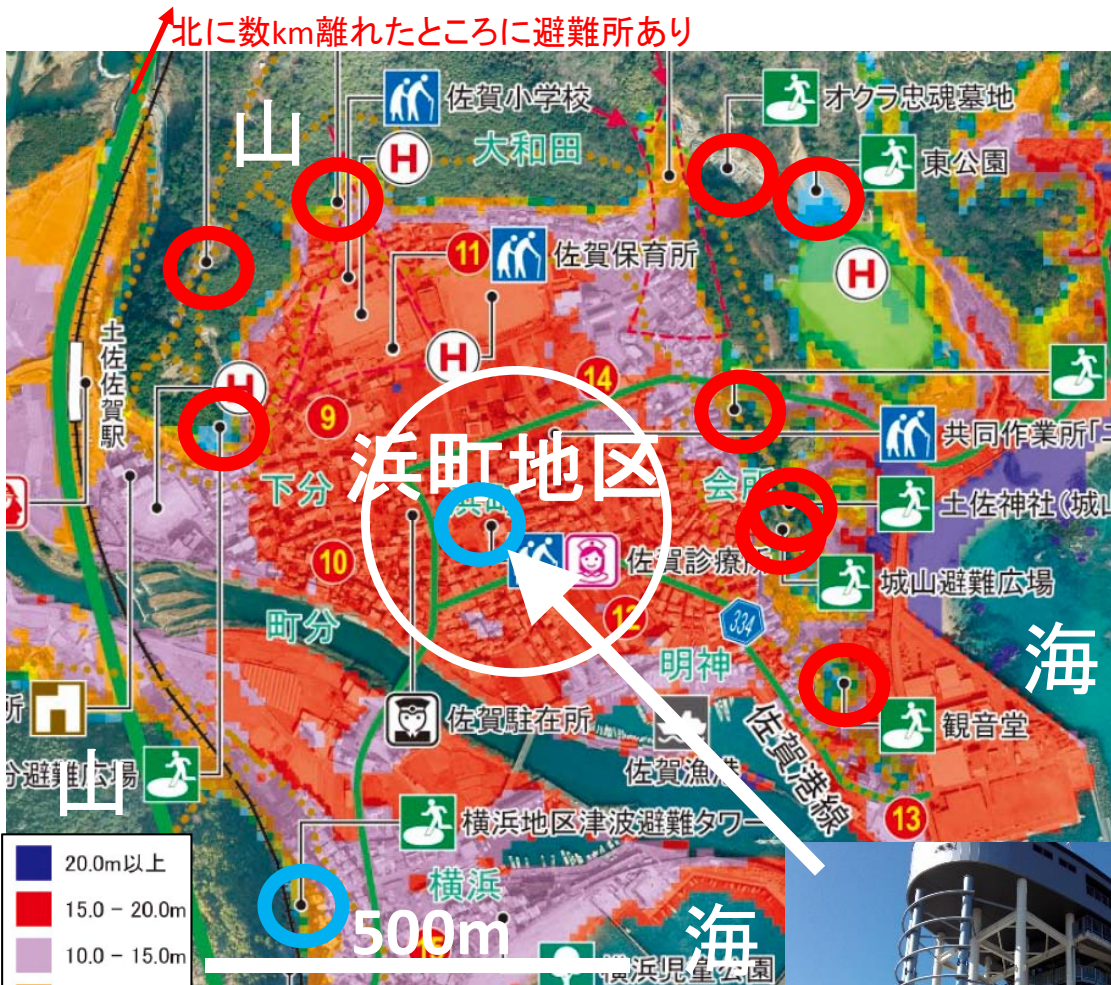 北に数km離れたところに避難所あり
山
佐賀小学校
H
大和田
オクラ忠魂墓地
東公園
11
佐賀保育所
H
土佐佐賀駅
H
H
14
9
浜町地区
下分
会所
共同作業所「
土佐神社(城山
10
佐賀診療所
城山避難広場
12
334
町分
明神
海
所
佐賀駐在所
佐賀漁港
佐賀港線
観音堂
分避難広場
山
横浜地区津波避難タワー
13
20.0m以上
15.0 - 20.0m
10.0 - 15.0m
横浜
500m
海
横浜児童公園